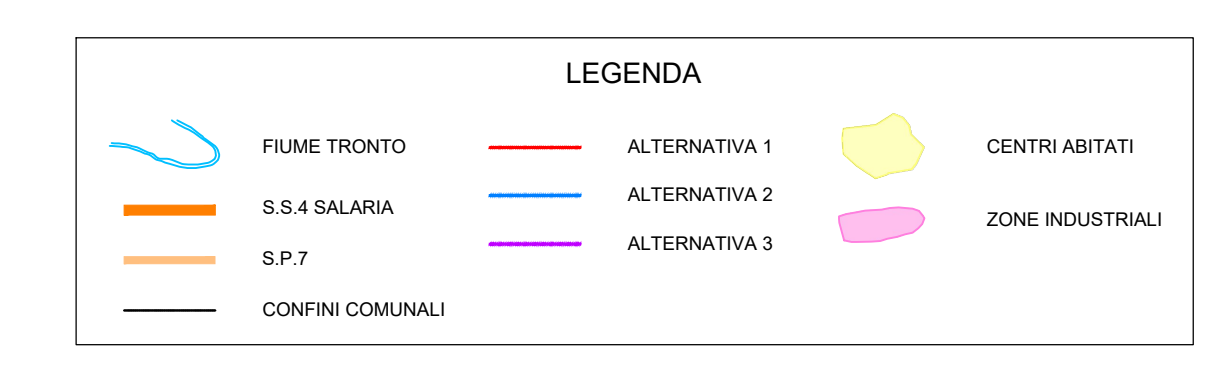 LEGENDA
FIUME TRONTO
S.S.4 SALARIA
S.P.7
CONFINI COMUNALI
ALTERNATIVA 1
ALTERNATIVA 2
ALTERNATIVA 3
CENTRI ABITATI
ZONE INDUSTRIALI